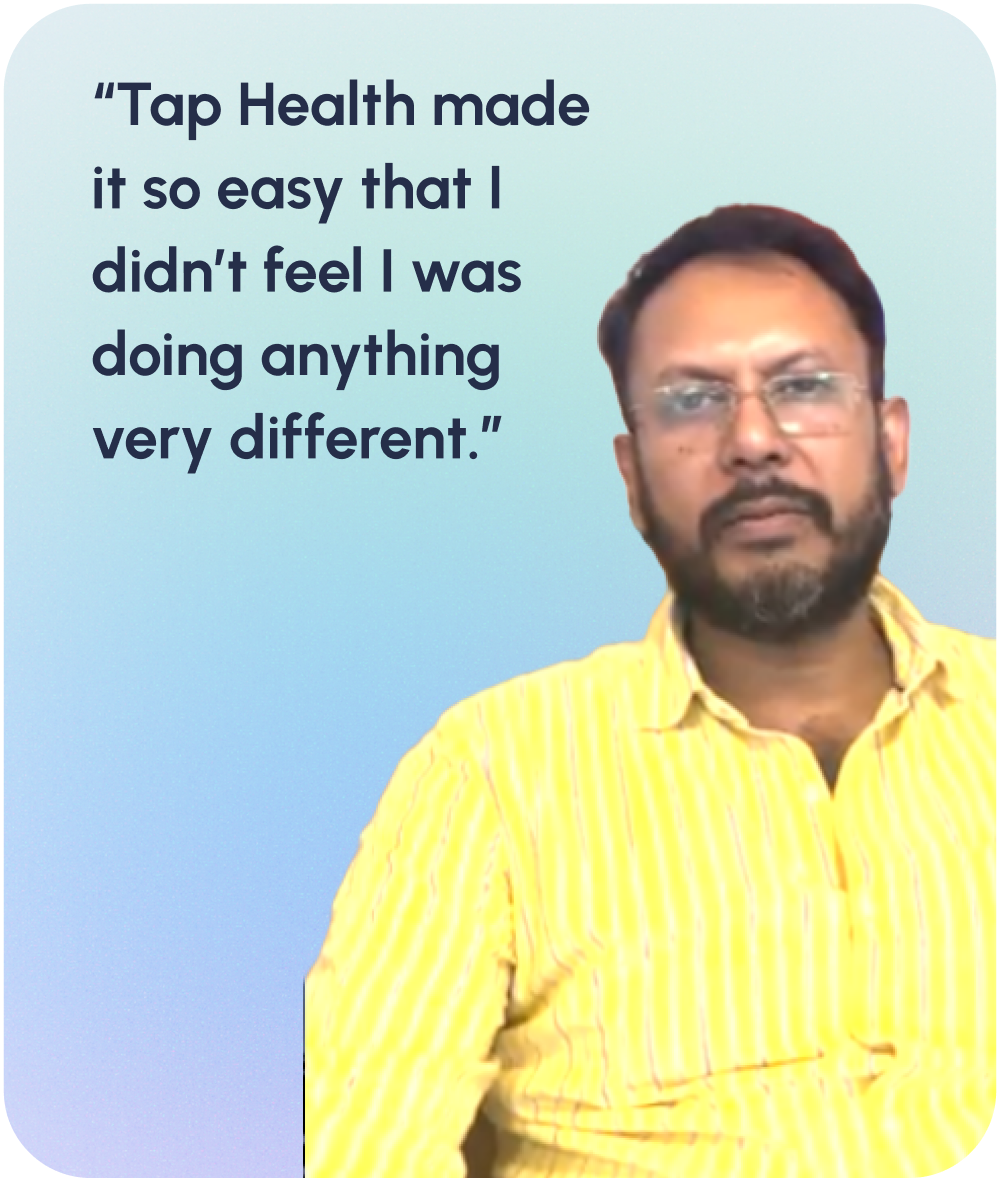 “Tap Health made
it so easy that I
didn’t feel I was
doing anything
very different.”